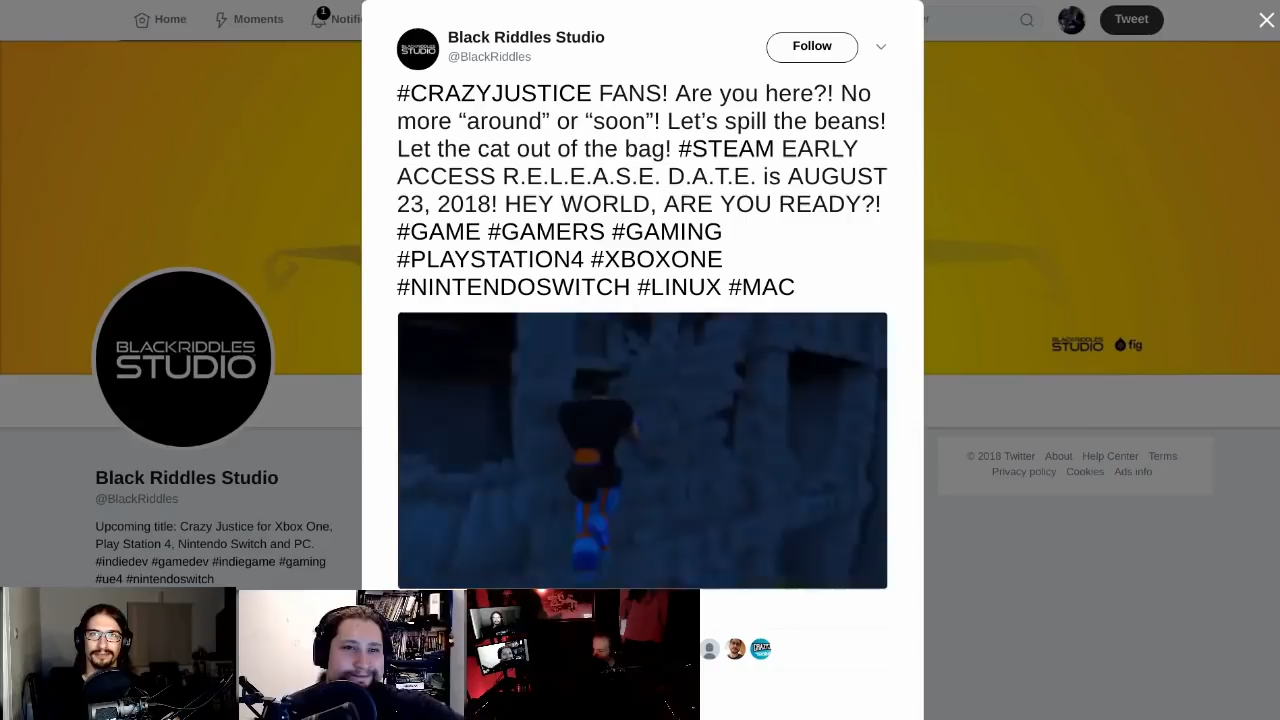 Home
Moments
1
Notifi
er
Tweet
Black Riddles Studio
@BlackRiddles
Follow
#CRAZYJUSTICE FANS! Are you here?! No
more “around” or “soon”! Let’s spill the beans!
Let the cat out of the bag! #STEAM EARLY
ACCESS R.E.L.E.A.S.E. D.A.T.E. is AUGUST
23, 2018! HEY WORLD, ARE YOU READY?!
#GAME #GAMERS #GAMING
#PLAYSTATION4 #XBOXONE
#NINTENDOSWITCH #LINUX #MAC
BLACKRIDDLES
STUDIO
BLACKRIDDLES
STUDIO
fig
Black Riddles Studio
@BlackRiddles
Upcoming title: Crazy Justice for Xbox One,
Play Station 4, Nintendo Switch and PC.
#indiedev #gamedev #indiegame #gaming
#ue4 #nintendoswitch
© 2018 Twitter About Help Center Terms
Privacy policy Cookies Ads info